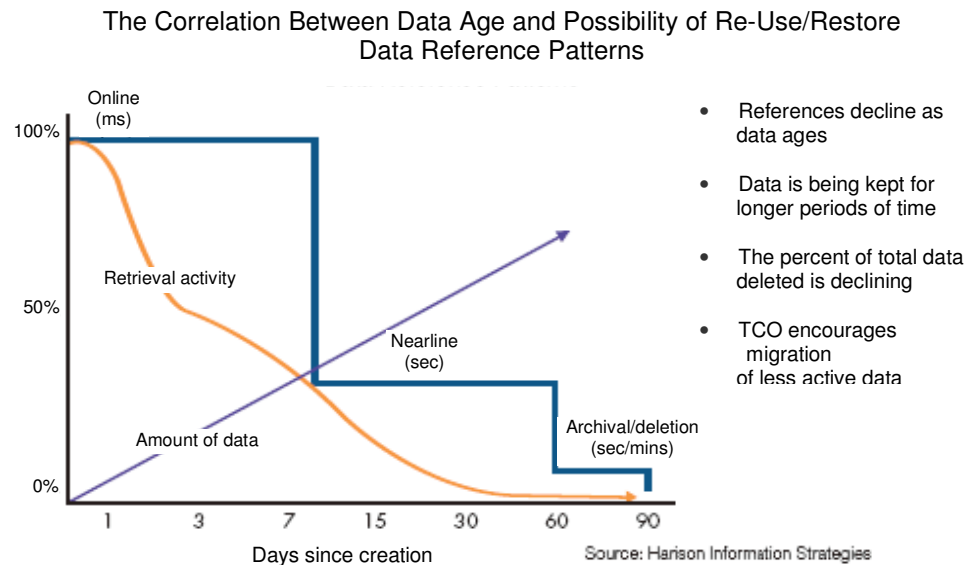 The Correlation Between Data Age and Possibility of Re-Use/Restore
Data Reference Patterns
Online
(ms)
100%
Retrieval activity
50%
Nearline
(sec)
Amount of data
Archival/deletion
(sec/mins)
0%
1 3 7 15 30 60 90
Days since creation
Source: Harison Information Strategies
• References decline as
data ages
• Data is being kept for
longer periods of time
• The percent of total data
deleted is declining
• TCO encourages
migration
of less active data